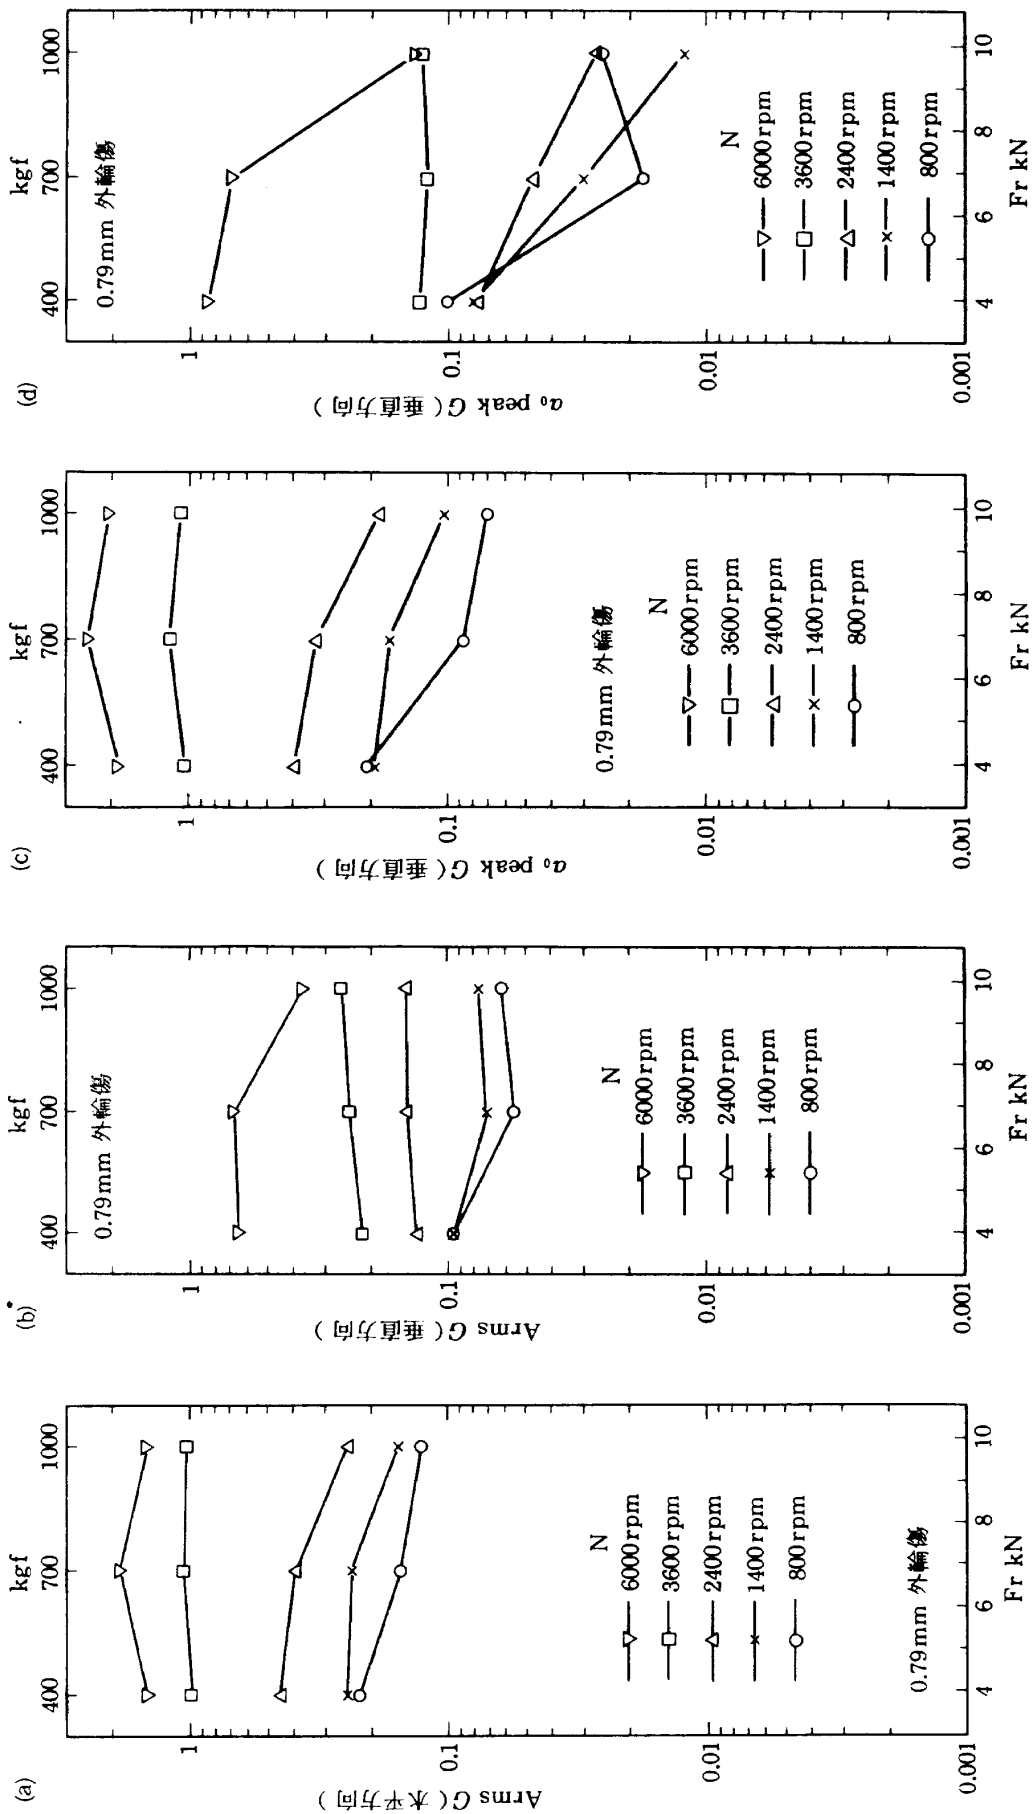 (a)
kgf
400 700 1000
Arms G (水平方向)
1
0.1
0.01
0.001
N
6000rpm
3600rpm
2400rpm
1400rpm
800rpm
0.79mm 外輪傷
4 6 8 10
Fr kN
(b)
kgf
400 700 1000
0.79mm 外輪傷
Arms G (垂直方向)
1
0.1
0.01
0.001
N
6000rpm
3600rpm
2400rpm
1400rpm
800rpm
4 6 8 10
Fr kN
(c)
kgf
400 700 1000
a₀ peak G (垂直方向)
1
0.1
0.01
0.001
0.79mm 外輪傷
N
6000rpm
3600rpm
2400rpm
1400rpm
800rpm
4 6 8 10
Fr kN
(d)
kgf
400 700 1000
0.79mm 外輪傷
a₀ peak G (垂直方向)
1
0.1
0.01
0.001
N
6000rpm
3600rpm
2400rpm
1400rpm
800rpm
4 6 8 10
Fr kN